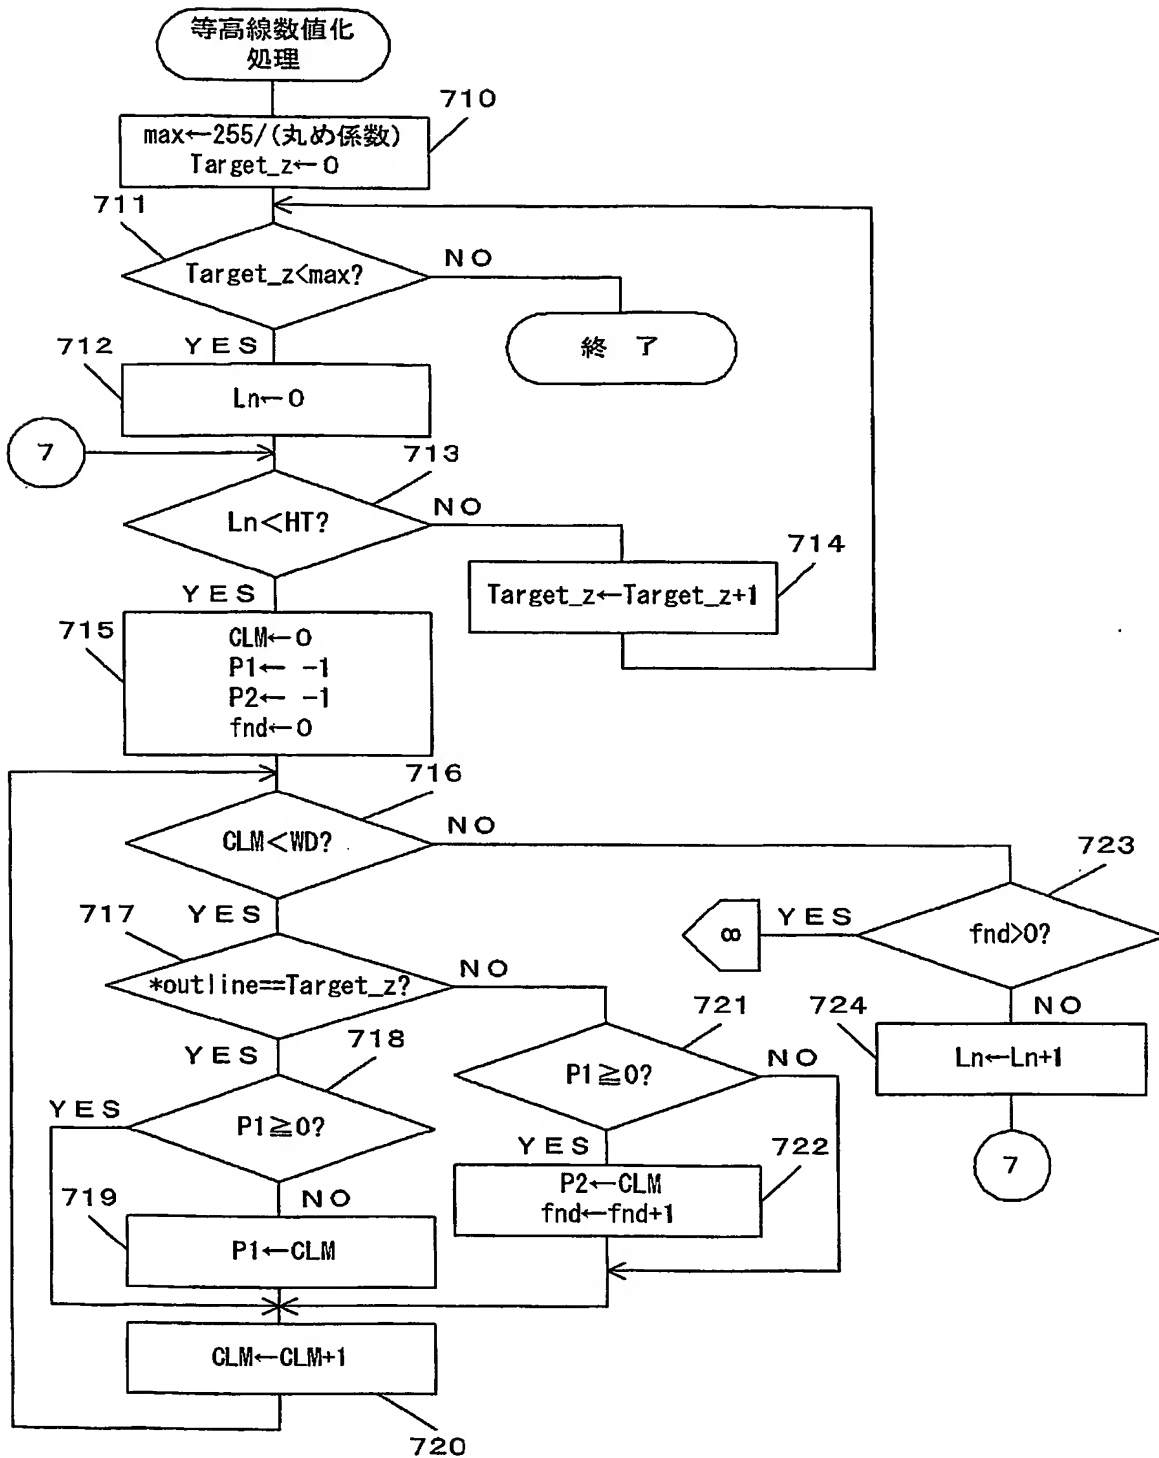 等高線数値化
処理
710
max←255/(丸め係数)
Target_z←0
711
Target_z<max?
NO
YES
終 了
712
Ln←0
7
713
Ln<HT?
NO
YES
714
Target_z←Target_z+1
715
CLM←0
P1← -1
P2← -1
fnd←0
716
CLM<WD?
NO
YES
723
fnd>0?
YES
8
NO
717
*outline==Target_z?
NO
YES
724
Ln←Ln+1
7
718
P1≧0?
YES
NO
721
P1≧0?
NO
YES
722
P2←CLM
fnd←fnd+1
719
P1←CLM
CLM←CLM+1
720